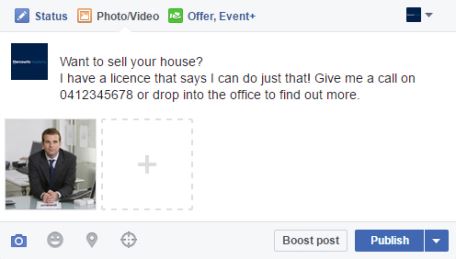 Status Photo/Video Offer, Event+
Want to sell your house?
I have a licence that says I can do just that! Give me a call on
0412345678 or drop into the office to find out more.
Boost post Publish